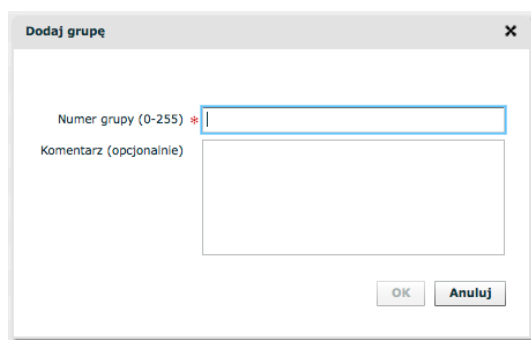 Dodaj grupę
Numer grupy (0-255) *
Komentarz (opcjonalnie)
OK Anuluj